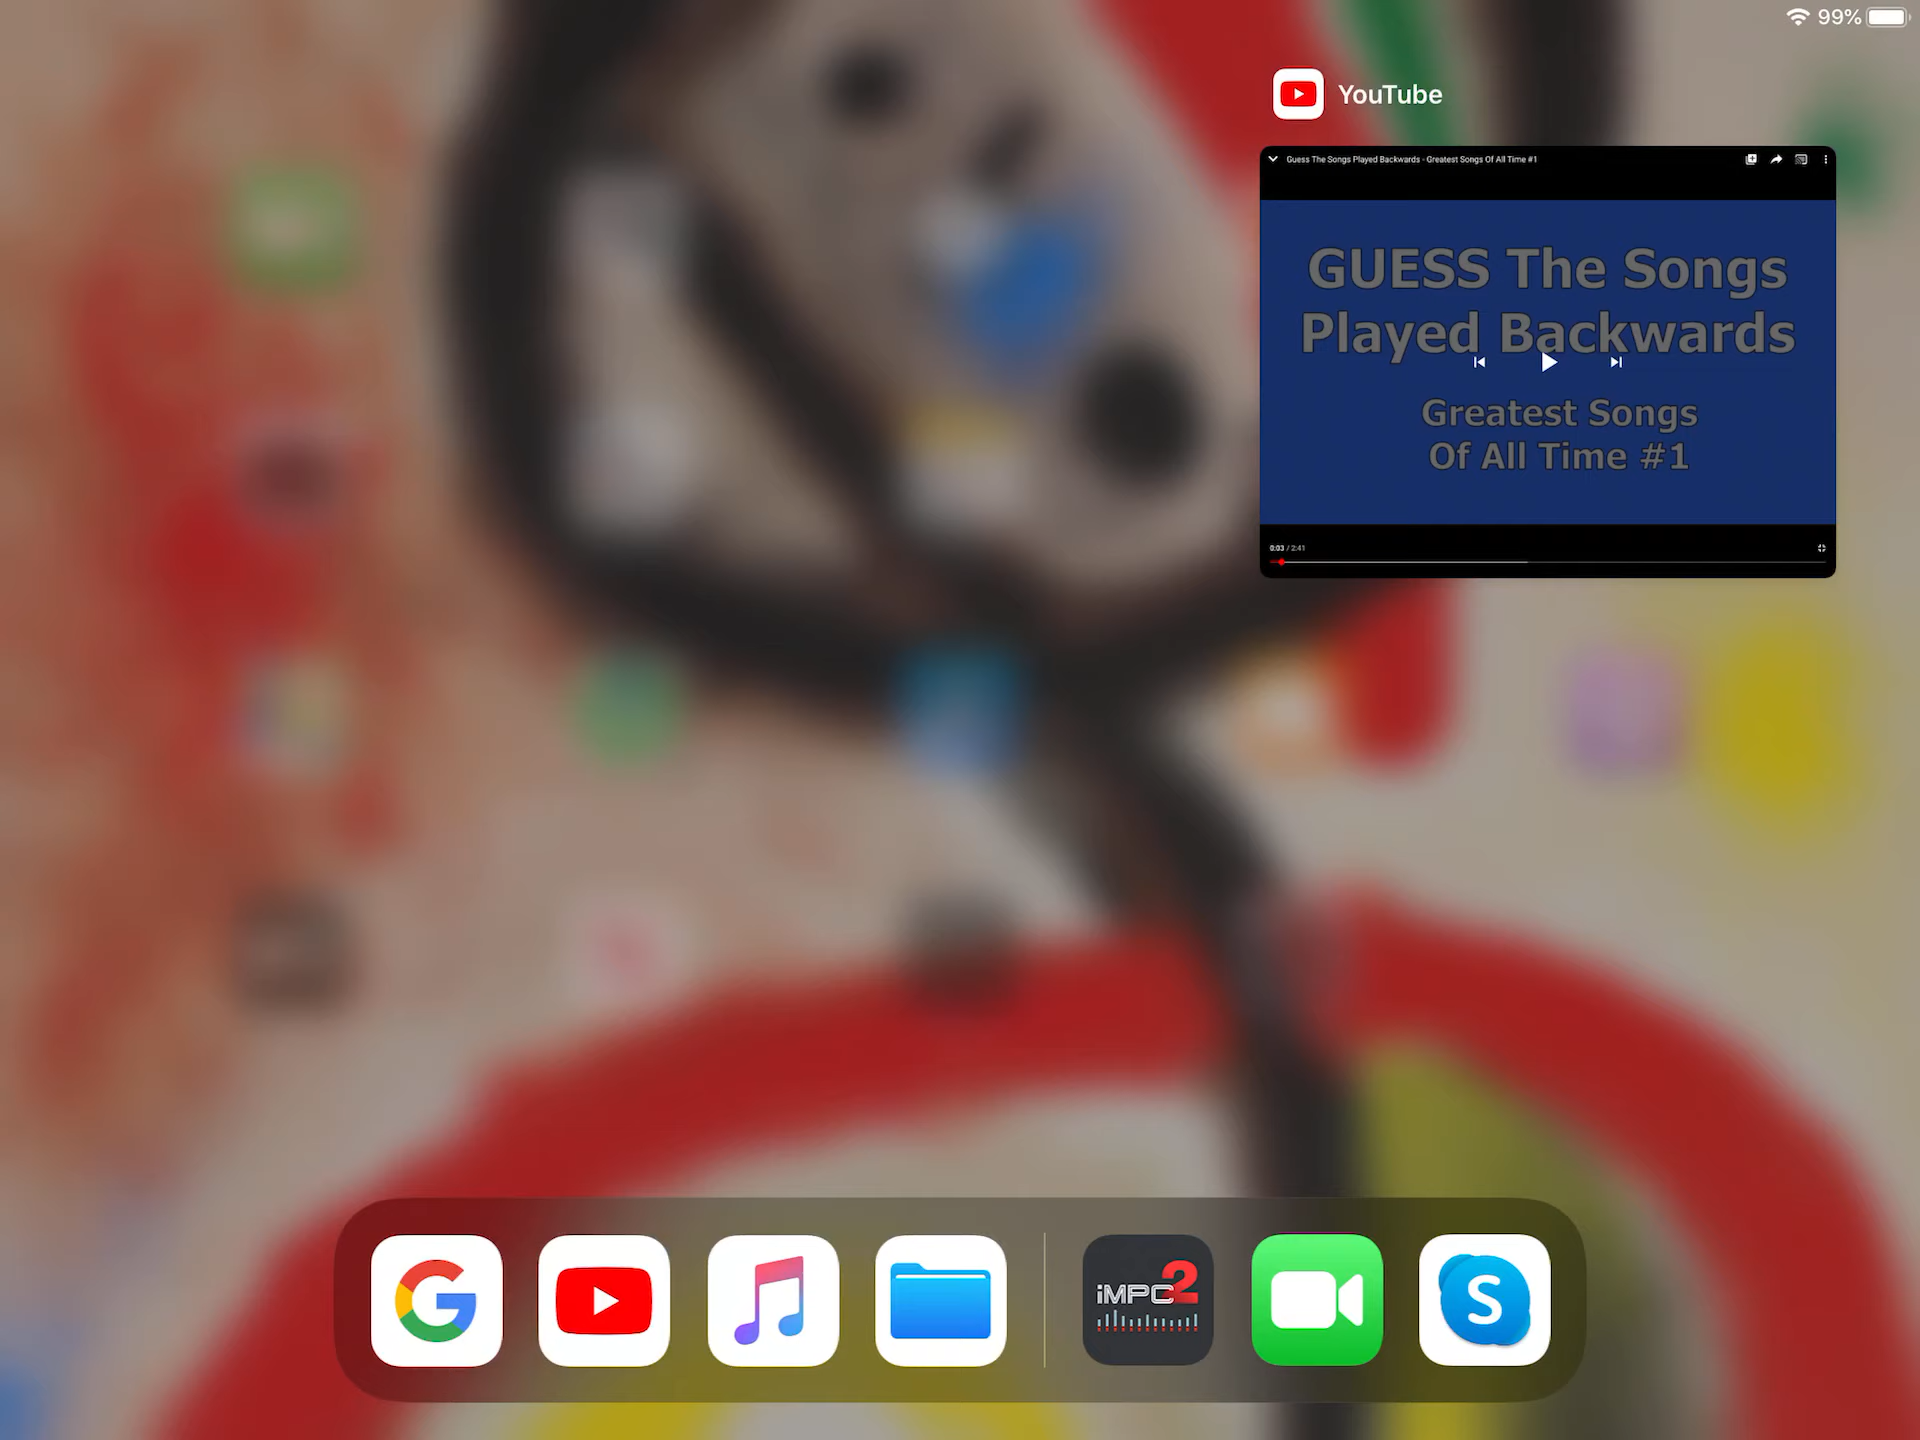 99%
YouTube
Guess The Songs Played Backwards - Greatest Songs Of All Time #1
GUESS The Songs
Played Backwards
Greatest Songs
Of All Time #1
0:03 / 2:41
iMPC2